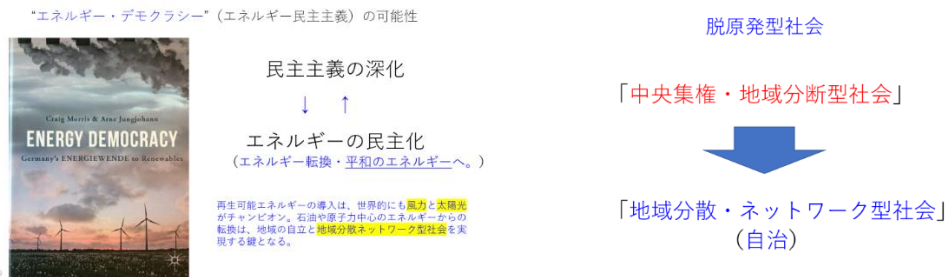 “エネルギー・デモクラシー”（エネルギー民主主義）の可能性
Craig Morris & Arne Jungjohann
ENERGY DEMOCRACY
Germany's ENERGIEWENDE to Renewables
民主主義の深化
↓ ↑
エネルギーの民主化
（エネルギー転換・平和のエネルギーへ。）
再生可能エネルギーの導入は、世界的にも風力と太陽光
がチャンピオン。石油や原子力中心のエネルギーからの
転換は、地域の自立と地域分散ネットワーク型社会を実
現する鍵となる。
脱原発型社会
「中央集権・地域分断型社会」
「地域分散・ネットワーク型社会」
（自治）